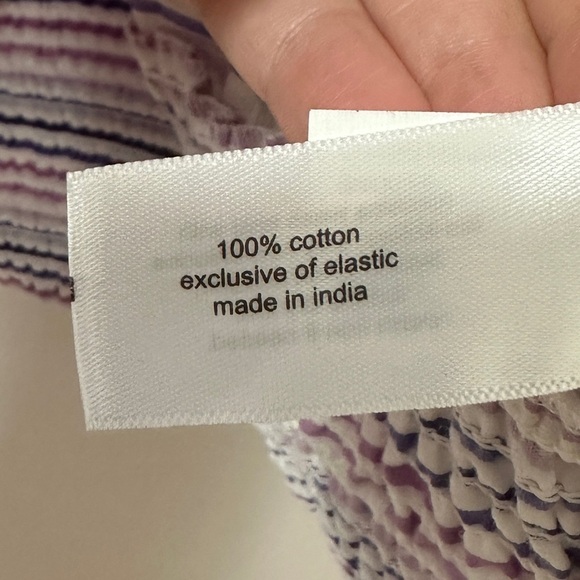 100% cotton
exclusive of elastic
made in india